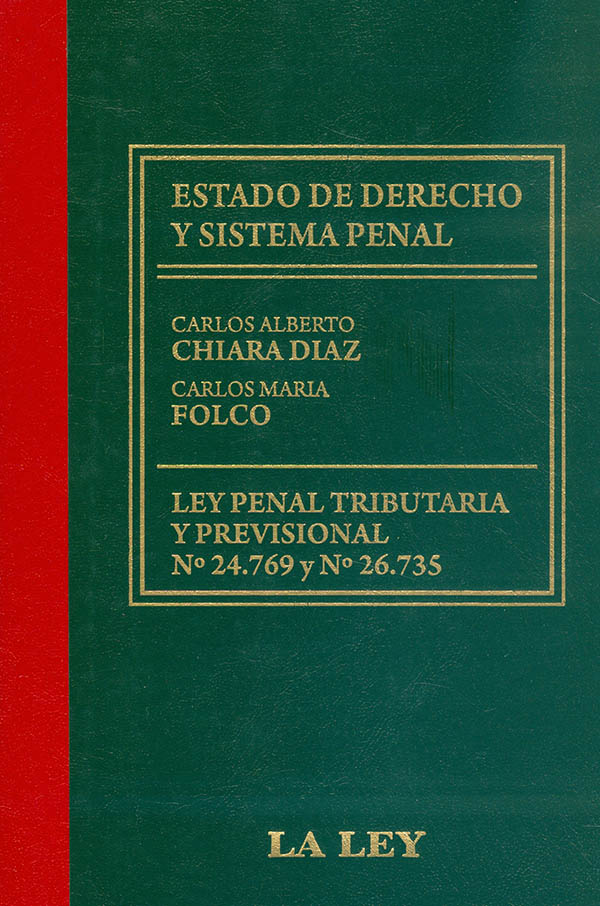 ESTADO DE DERECHO
Y SISTEMA PENAL
CARLOS ALBERTO
CHIARA DIAZ
CARLOS MARIA
FOLCO
LEY PENAL TRIBUTARIA
Y PREVISIONAL
Nº 24.769 y Nº 26.735
LA LEY